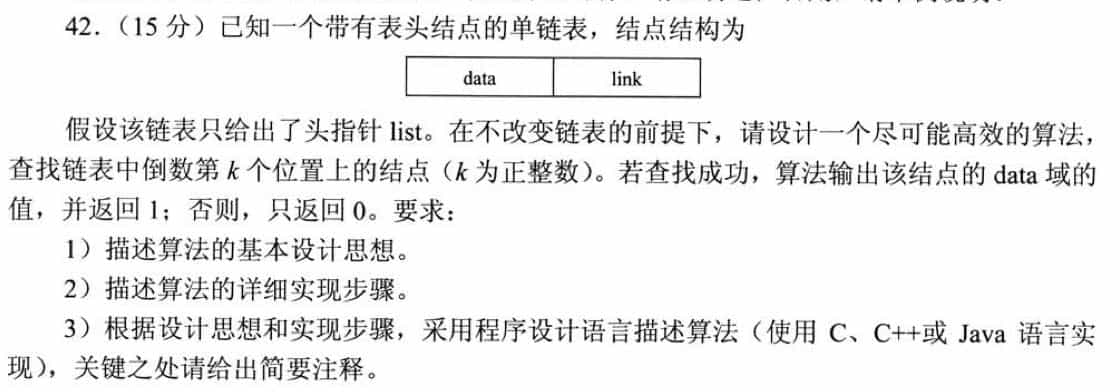 42.（15 分）已知一个带有表头结点的单链表，结点结构为
data link
假设该链表只给出了头指针 list。在不改变链表的前提下，请设计一个尽可能高效的算法，
查找链表中倒数第 k 个位置上的结点（k 为正整数）。若查找成功，算法输出该结点的 data 域的
值，并返回 1；否则，只返回 0。要求：
1）描述算法的基本设计思想。
2）描述算法的详细实现步骤。
3）根据设计思想和实现步骤，采用程序设计语言描述算法（使用 C、C++或 Java 语言实
现），关键之处请给出简要注释。